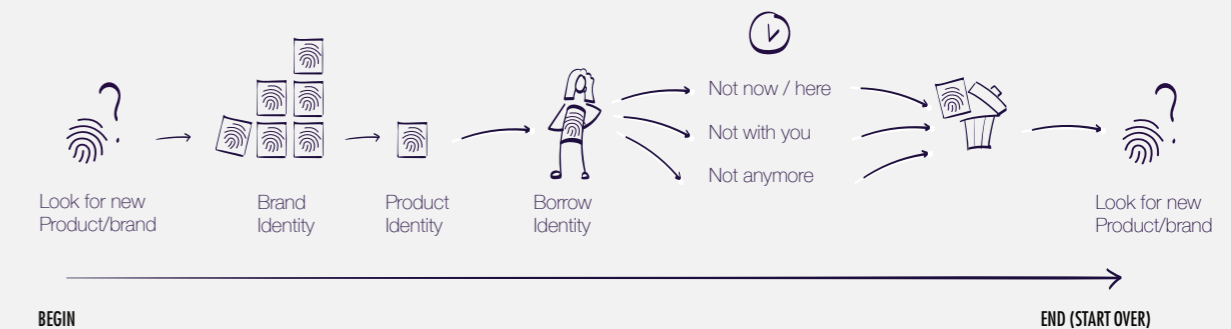 Not now / here
Not with you
Not anymore
Look for new
Product/brand
Brand
Identity
Product
Identity
Borrow
Identity
Look for new
Product/brand
BEGIN
END (START OVER)